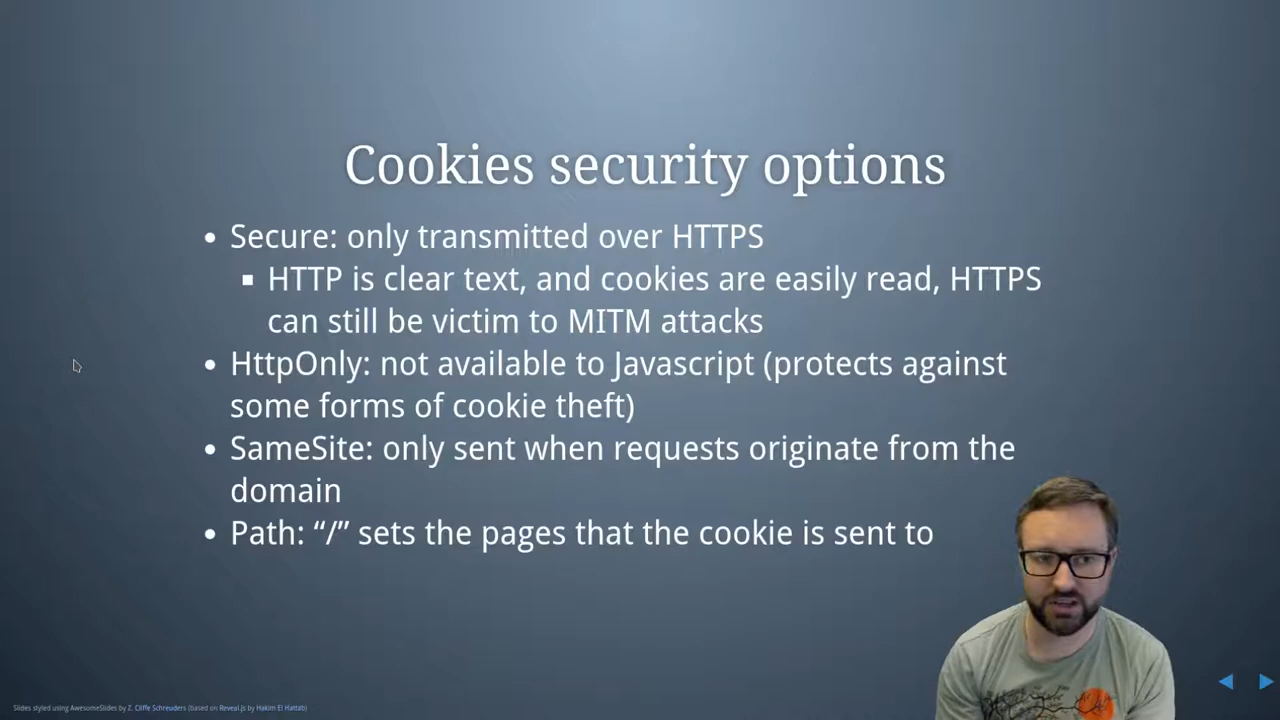 Cookies security options
• Secure: only transmitted over HTTPS
▪ HTTP is clear text, and cookies are easily read, HTTPS
can still be victim to MITM attacks
• HttpOnly: not available to Javascript (protects against
some forms of cookie theft)
• SameSite: only sent when requests originate from the
domain
• Path: “/” sets the pages that the cookie is sent to
Slides styled using AwesomeSlides by Z. Cliffe Schreuders (based on Reveal.js by Hakim El Hattab)